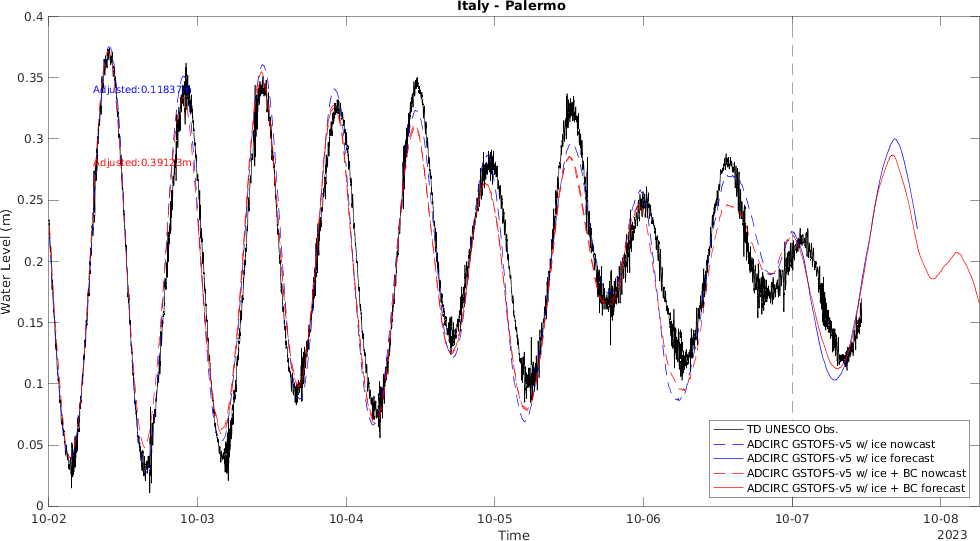 Italy - Palermo
0.4
0.35
0.3
0.25
0.2
0.15
0.1
0.05
0
Water Level (m)
Adjusted:0.11837m
Adjusted:0.39123m
TD UNESCO Obs.
ADCIRC GSTOFS-v5 w/ ice nowcast
ADCIRC GSTOFS-v5 w/ ice forecast
ADCIRC GSTOFS-v5 w/ ice + BC nowcast
ADCIRC GSTOFS-v5 w/ ice + BC forecast
10-02 10-03 10-04 10-05 10-06 10-07 10-08
Time
2023